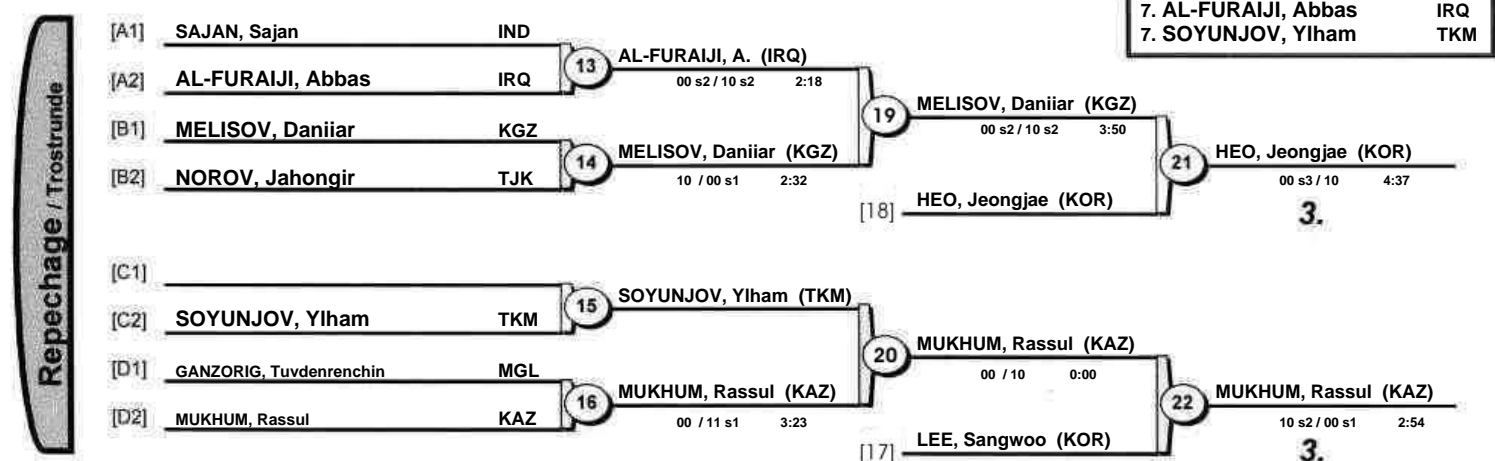 7. AL-FURAIJI, Abbas IRQ
7. SOYUNJOV, Ylham TKM
Repechage / Trostrunde
[A1] SAJAN, Sajan IND
[A2] AL-FURAIJI, Abbas IRQ
13 AL-FURAIJI, A. (IRQ)
00 s2 / 10 s2 2:18
[B1] MELISOV, Daniiar KGZ
[B2] NOROV, Jahongir TJK
14 MELISOV, Daniiar (KGZ)
10 / 00 s1 2:32
19 MELISOV, Daniiar (KGZ)
00 s2 / 10 s2 3:50
[18] HEO, Jeongjae (KOR)
21 HEO, Jeongjae (KOR)
00 s3 / 10 4:37
3.
[C1]
[C2] SOYUNJOV, Ylham TKM
15 SOYUNJOV, Ylham (TKM)
[D1] GANZORIG, Tuvdenrenchin MGL
[D2] MUKHUM, Rassul KAZ
16 MUKHUM, Rassul (KAZ)
00 / 11 s1 3:23
20 MUKHUM, Rassul (KAZ)
00 / 10 0:00
[17] LEE, Sangwoo (KOR)
22 MUKHUM, Rassul (KAZ)
10 s2 / 00 s1 2:54
3.